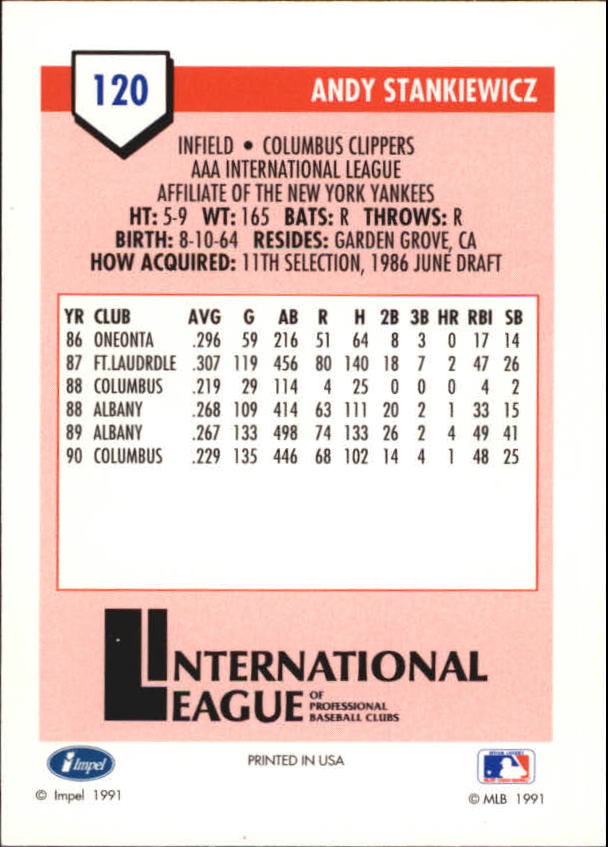 120
ANDY STANKIEWICZ
INFIELD • COLUMBUS CLIPPERS
AAA INTERNATIONAL LEAGUE
AFFILIATE OF THE NEW YORK YANKEES
HT: 5-9 WT: 165 BATS: R THROWS: R
BIRTH: 8-10-64 RESIDES: GARDEN GROVE, CA
HOW ACQUIRED: 11TH SELECTION, 1986 JUNE DRAFT
YR CLUB AVG G AB R H 2B 3B HR RBI SB
86 ONEONTA .296 59 216 51 64 8 3 0 17 14
87 FT.LAUDRDLE .307 119 456 80 140 18 7 2 47 26
88 COLUMBUS .219 29 114 4 25 0 0 0 4 2
88 ALBANY .268 109 414 63 111 20 2 1 33 15
89 ALBANY .267 133 498 74 133 26 2 4 49 41
90 COLUMBUS .229 135 446 68 102 14 4 1 48 25
INTERNATIONAL
LEAGUE OF
PROFESSIONAL
BASEBALL CLUBS
Impel
PRINTED IN USA
© Impel 1991
© MLB 1991